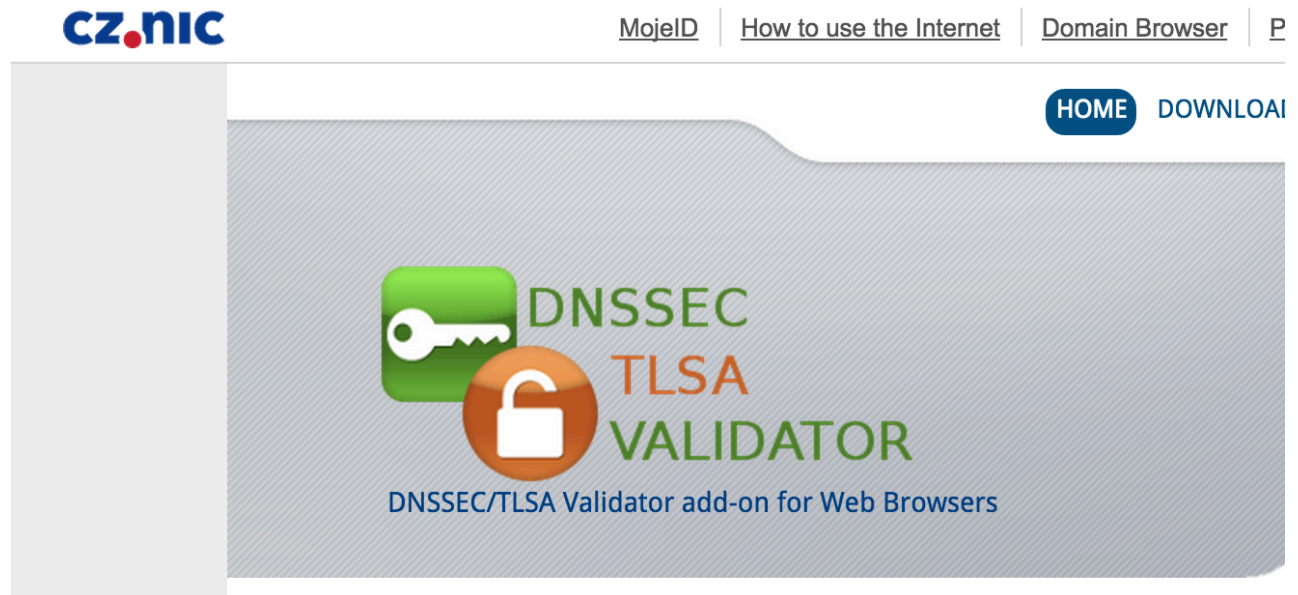 cz.nic
MojeID How to use the Internet Domain Browser P
HOME DOWNLOAD
DNSSEC
TLSA
VALIDATOR
DNSSEC/TLSA Validator add-on for Web Browsers